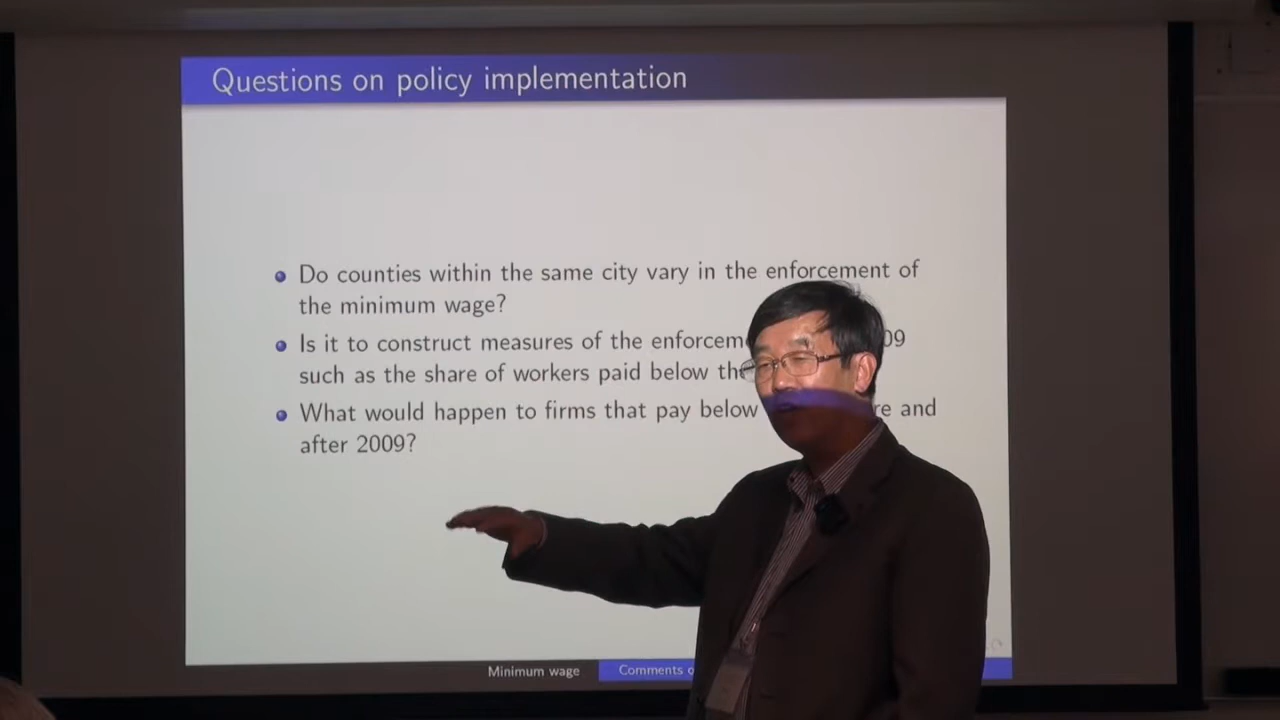 Questions on policy implementation
Do counties within the same city vary in the enforcement of
the minimum wage?
Is it to construct measures of the enforcem 09
such as the share of workers paid below the
What would happen to firms that pay below re and
after 2009?
Minimum wage Comments o